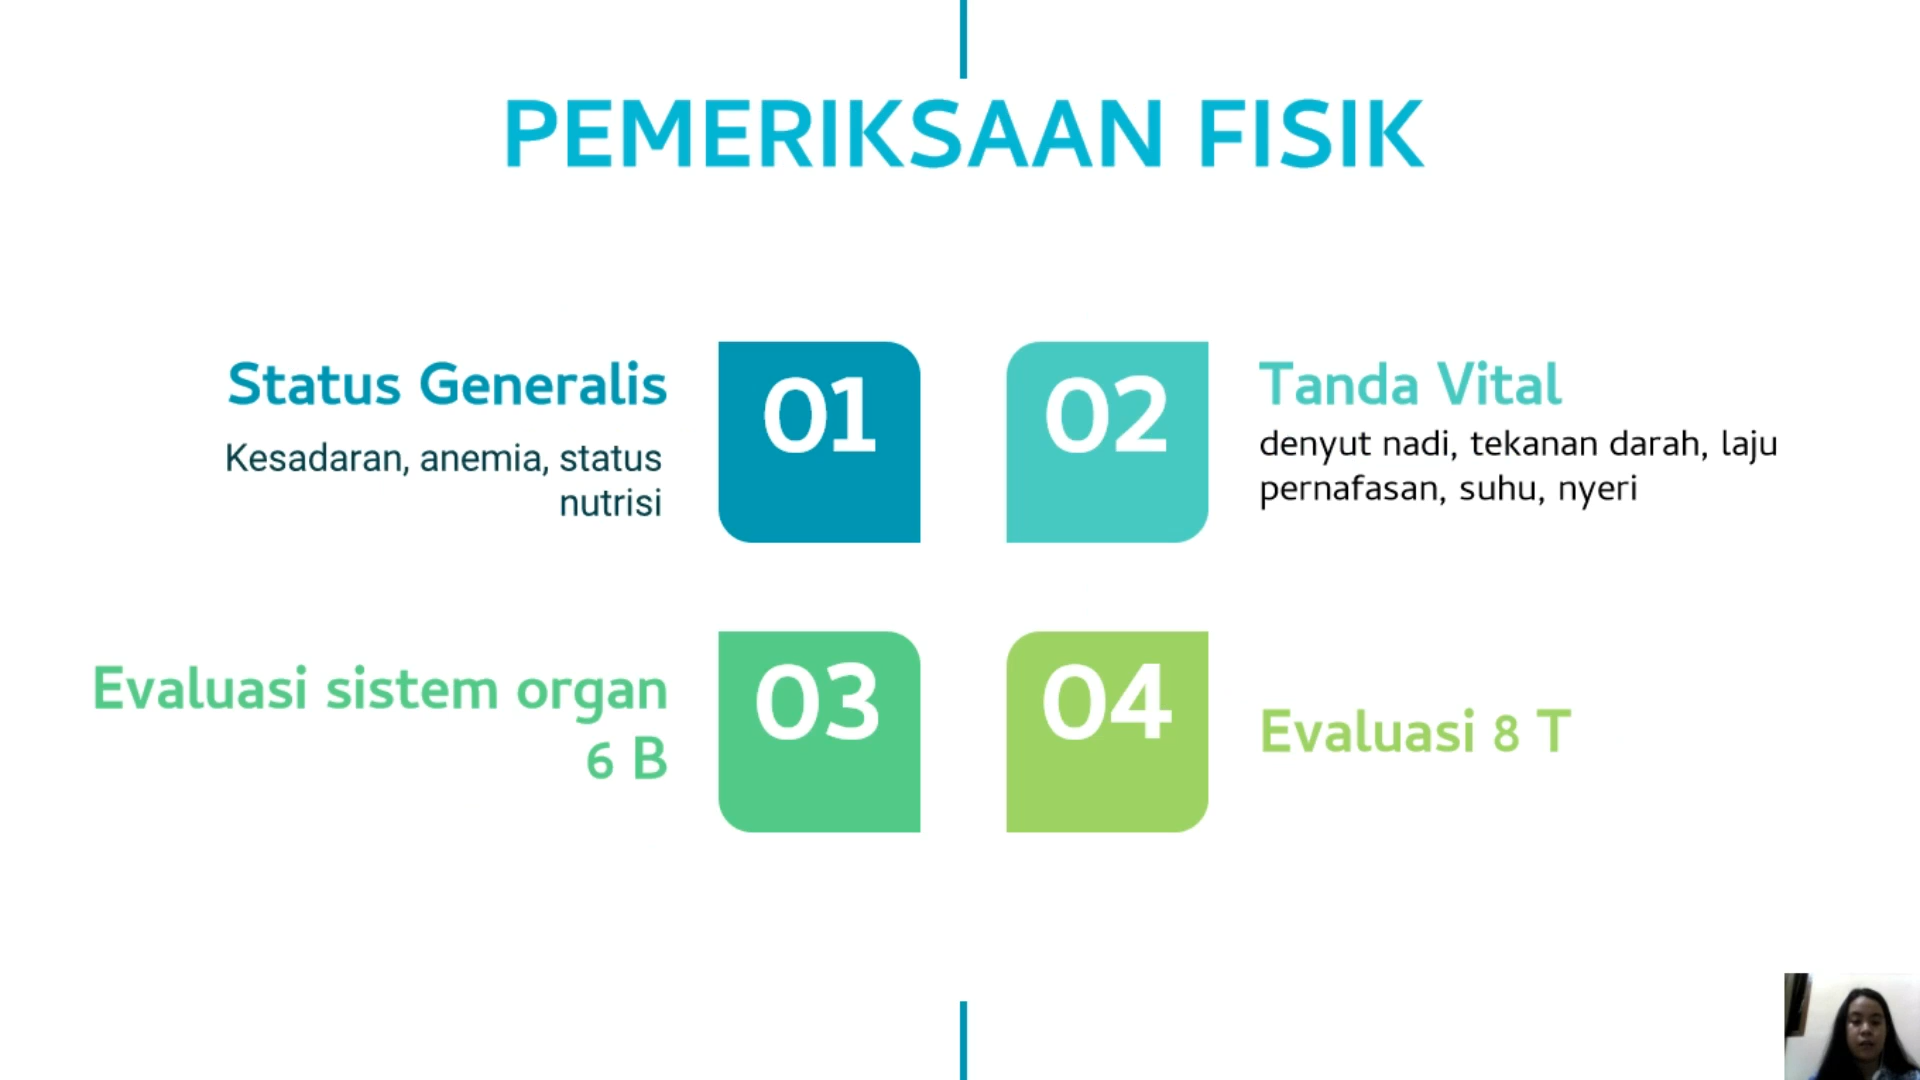 PEMERIKSAAN FISIK
Status Generalis
Kesadaran, anemia, status
nutrisi
01
02
Tanda Vital
denyut nadi, tekanan darah, laju
pernafasan, suhu, nyeri
Evaluasi sistem organ
6 B
03
04
Evaluasi 8 T